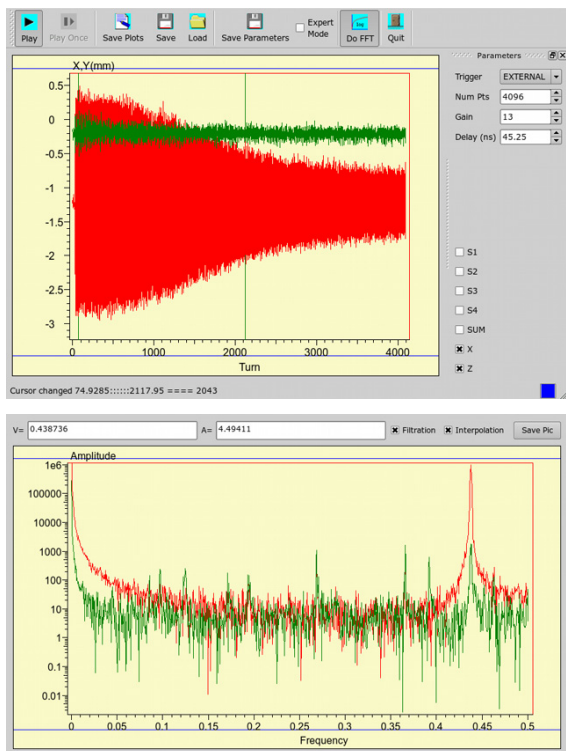 Play Play Once Save Plots Save Load Save Parameters Expert Mode Do FFT Quit
X,Y(mm)
0.5
0
-0.5
-1
-1.5
-2
-2.5
-3
0 1000 2000 3000 4000
Turn
Parameters
Trigger EXTERNAL
Num Pts 4096
Gain 13
Delay (ns) 45.25
S1
S2
S3
S4
SUM
X
Z
Cursor changed 74.9285::::::2117.95 ==== 2043
V= 0.438736 A= 4.49411 Filtration Interpolation Save Pic
Amplitude
1e6
100000
10000
1000
100
10
1
0.1
0.01
0 0.05 0.1 0.15 0.2 0.25 0.3 0.35 0.4 0.45 0.5
Frequency